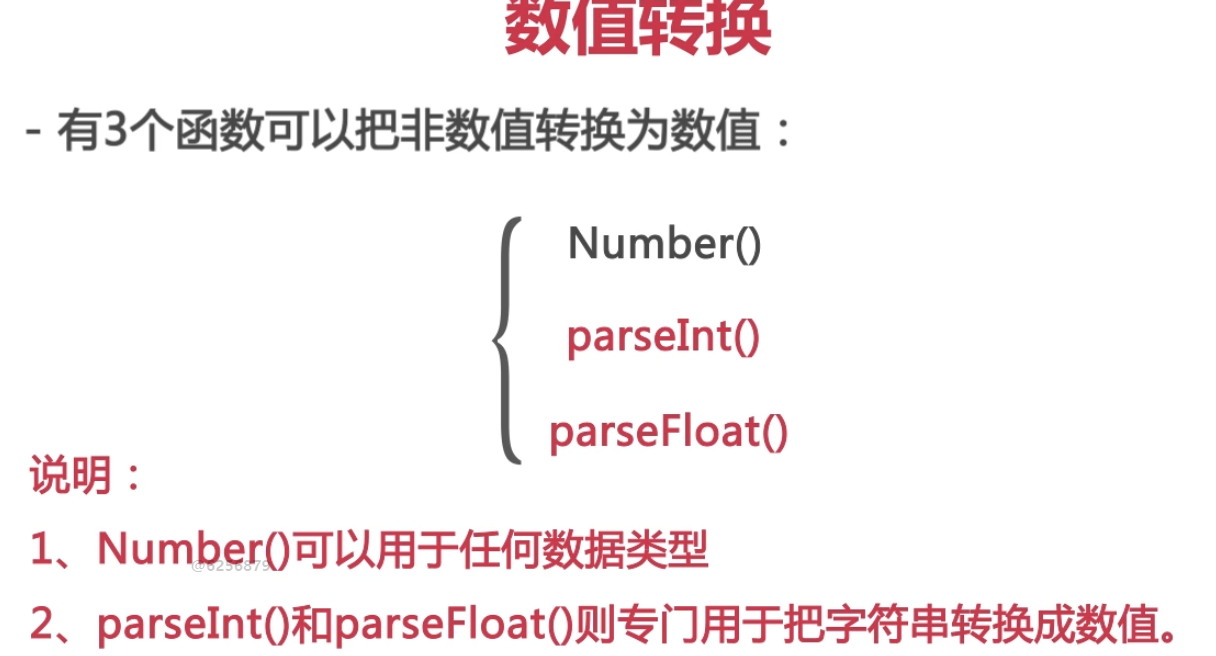 数值转换
- 有3个函数可以把非数值转换为数值：
Number()
parseInt()
parseFloat()
说明：
1、Number()可以用于任何数据类型
@6256879
2、parseInt()和parseFloat()则专门用于把字符串转换成数值。